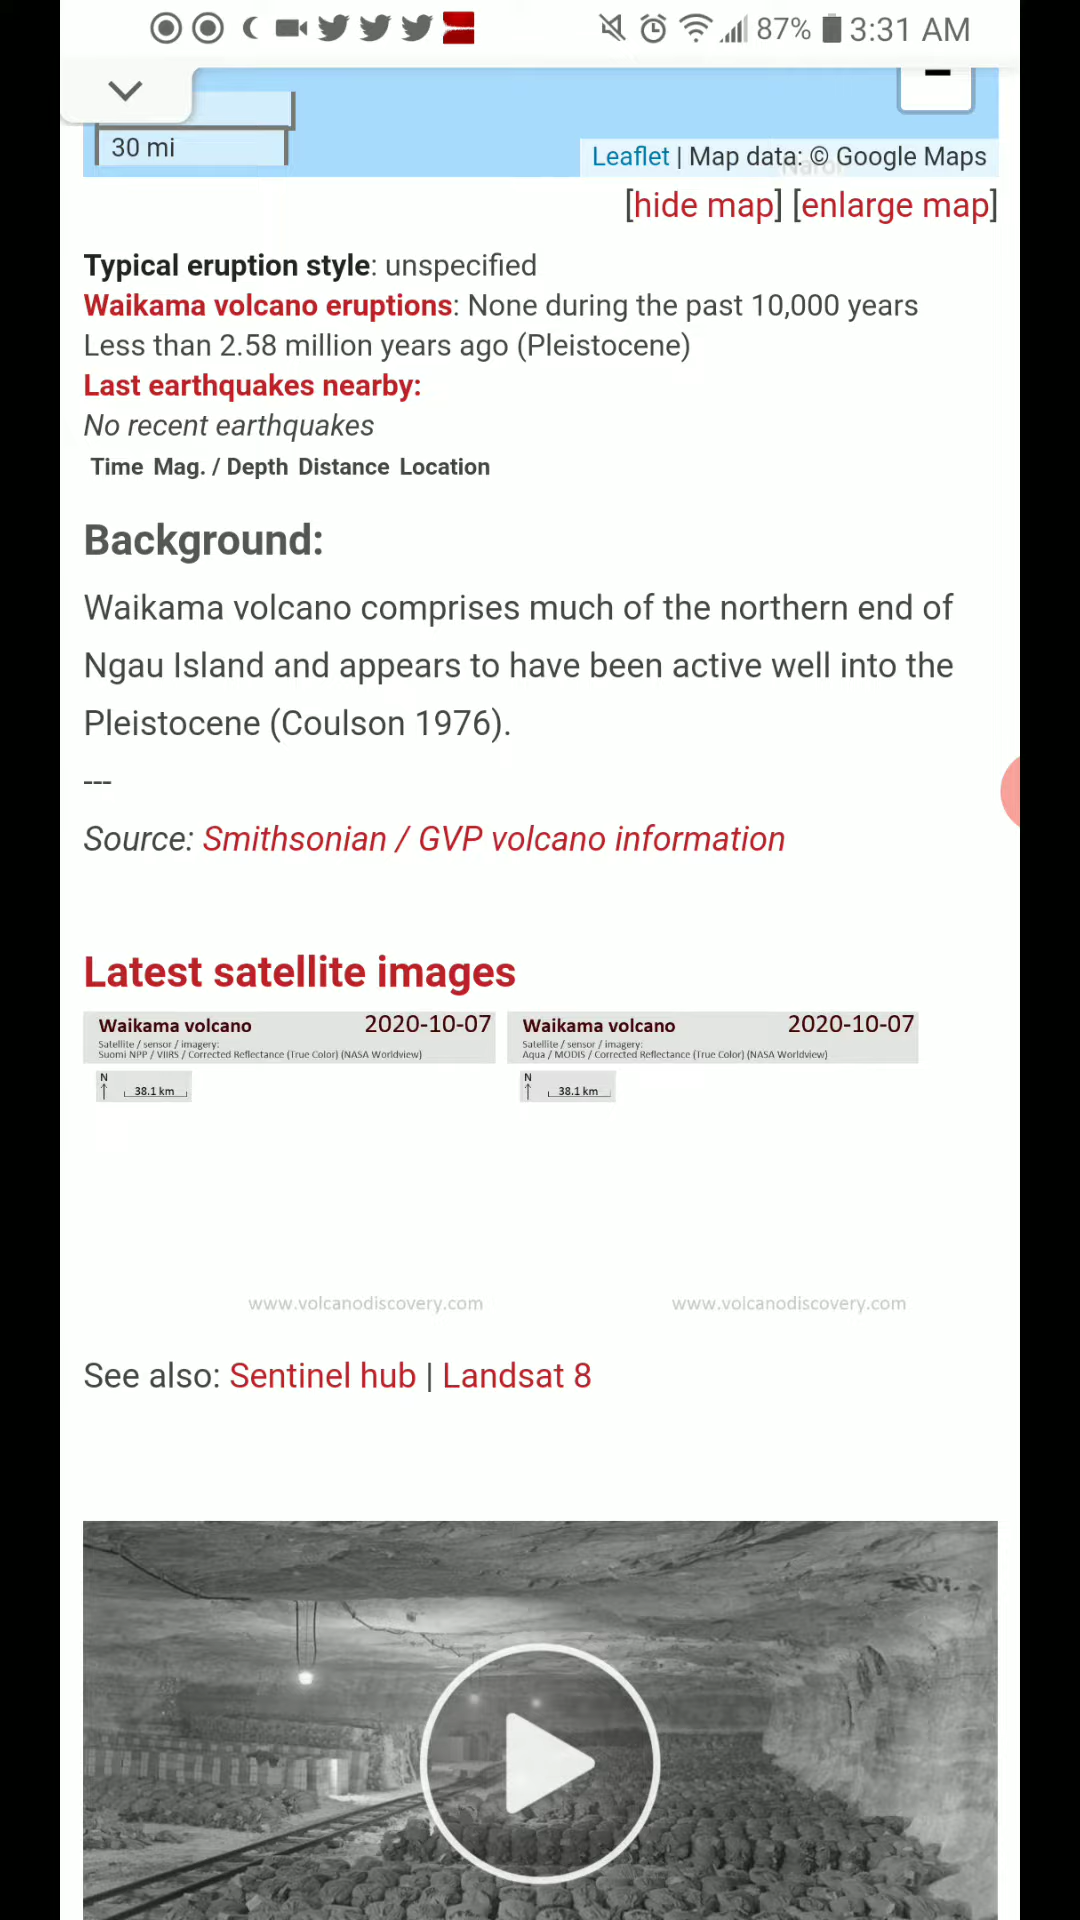 87% 3:31 AM
30 mi
Leaflet | Map data: © Google Maps
[hide map] [enlarge map]
Typical eruption style: unspecified
Waikama volcano eruptions: None during the past 10,000 years
Less than 2.58 million years ago (Pleistocene)
Last earthquakes nearby:
No recent earthquakes
Time Mag. / Depth Distance Location
Background:
Waikama volcano comprises much of the northern end of
Ngau Island and appears to have been active well into the
Pleistocene (Coulson 1976).
---
Source: Smithsonian / GVP volcano information
Latest satellite images
Waikama volcano 2020-10-07
Satellite / sensor / imagery:
Suomi NPP / VIIRS / Corrected Reflectance (True Color) (NASA Worldview)
N
38.1 km
www.volcanodiscovery.com
Waikama volcano 2020-10-07
Satellite / sensor / imagery:
Aqua / MODIS / Corrected Reflectance (True Color) (NASA Worldview)
N
38.1 km
www.volcanodiscovery.com
See also: Sentinel hub | Landsat 8